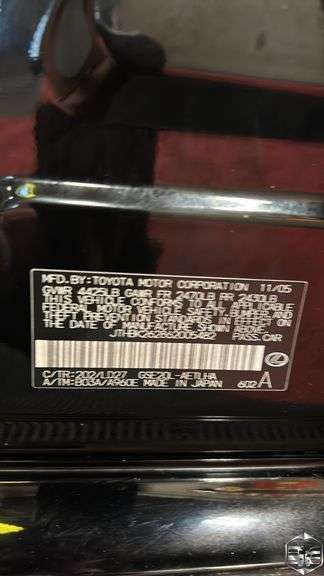 MFD.BY:TOYOTA MOTOR CORPORATION 11/05
GVWR 4425LB GAWR FR 2470LB RR 2430LB
THIS VEHICLE CONFORMS TO ALL APPLICABLE
FEDERAL MOTOR VEHICLE SAFETY, BUMPER, AND
THEFT PREVENTION STANDARDS IN EFFECT ON
THE DATE OF MANUFACTURE SHOWN ABOVE.
JTHBK262862005482 PASS.CAR
C/TR:202/LD27 GSE20L-AETLHA
A/TM:B03A/A960E MADE IN JAPAN 602 A